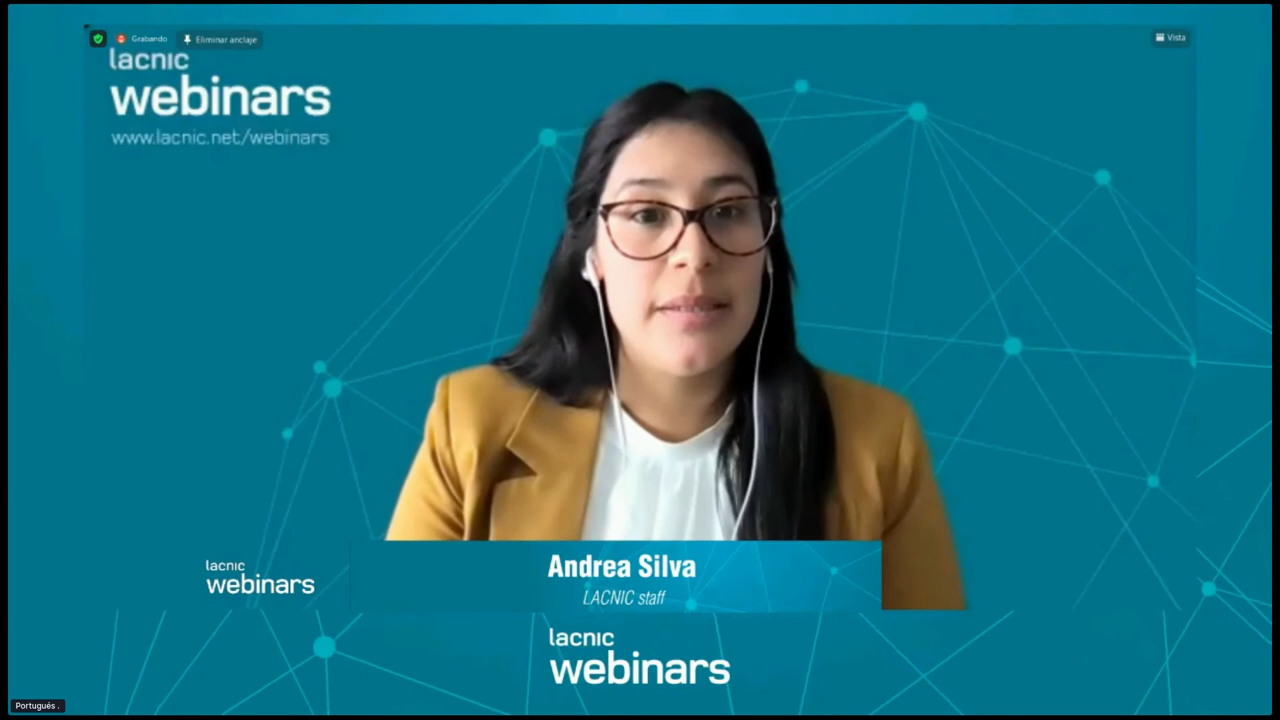 Grabando
Eliminar anclaje
Vista
lacnic
webinars
www.lacnic.net/webinars
lacnic
webinars
Andrea Silva
LACNIC staff
lacnic
webinars
Portugués .